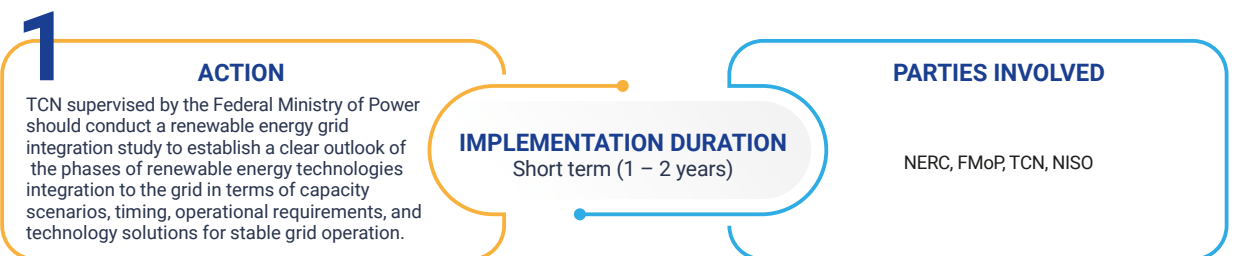 1
ACTION
TCN supervised by the Federal Ministry of Power
should conduct a renewable energy grid
integration study to establish a clear outlook of
the phases of renewable energy technologies
integration to the grid in terms of capacity
scenarios, timing, operational requirements, and
technology solutions for stable grid operation.
IMPLEMENTATION DURATION
Short term (1 – 2 years)
PARTIES INVOLVED
NERC, FMoP, TCN, NISO